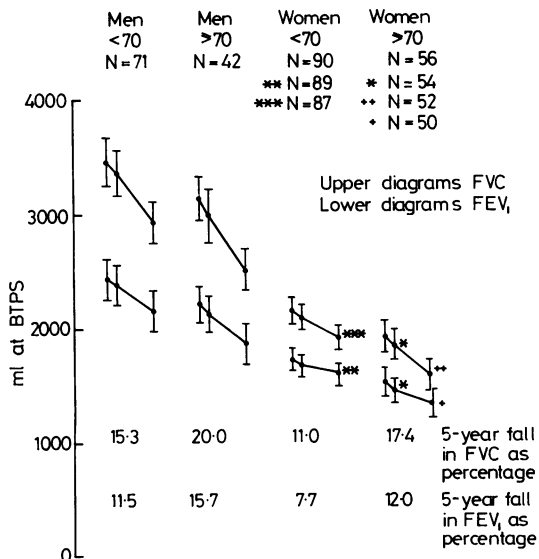 Men Men Women Women
<70 ⩾70 <70 ⩾70
N=71 N=42 N=90 N=56
** N=89 * N=54
*** N=87 ++ N=52
+ N=50
4000
Upper diagrams FVC
Lower diagrams FEV₁
3000
ml at BTPS
2000
***
**
*
++
*
+
1000
15.3 20.0 11.0 17.4 5-year fall
in FVC as
percentage
11.5 15.7 7.7 12.0 5-year fall
in FEV₁ as
percentage
0